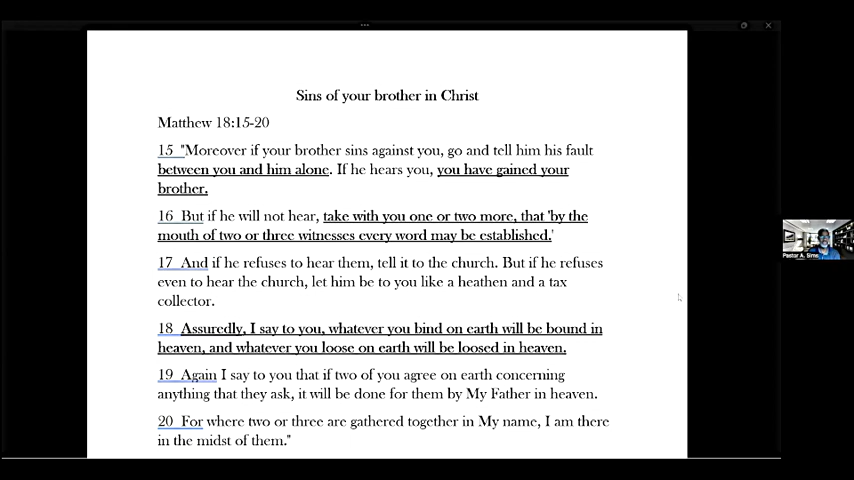 Sins of your brother in Christ
Matthew 18:15-20
15 "Moreover if your brother sins against you, go and tell him his fault
between you and him alone. If he hears you, you have gained your
brother.
16 But if he will not hear, take with you one or two more, that 'by the
mouth of two or three witnesses every word may be established.'
17 And if he refuses to hear them, tell it to the church. But if he refuses
even to hear the church, let him be to you like a heathen and a tax
collector.
18 Assuredly, I say to you, whatever you bind on earth will be bound in
heaven, and whatever you loose on earth will be loosed in heaven.
19 Again I say to you that if two of you agree on earth concerning
anything that they ask, it will be done for them by My Father in heaven.
20 For where two or three are gathered together in My name, I am there
in the midst of them."
Pastor A. Sims